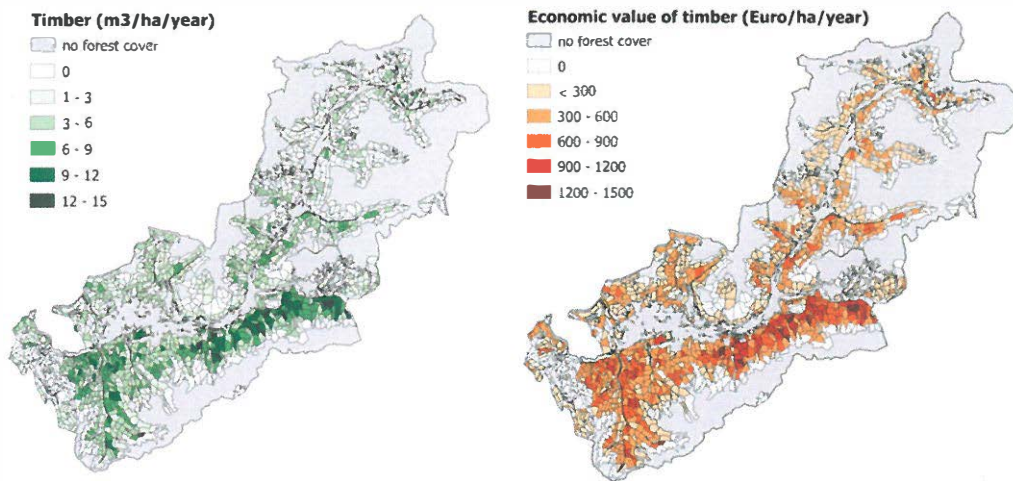 Timber (m3/ha/year)
no forest cover
0
1 - 3
3 - 6
6 - 9
9 - 12
12 - 15
Economic value of timber (Euro/ha/year)
no forest cover
0
< 300
300 - 600
600 - 900
900 - 1200
1200 - 1500